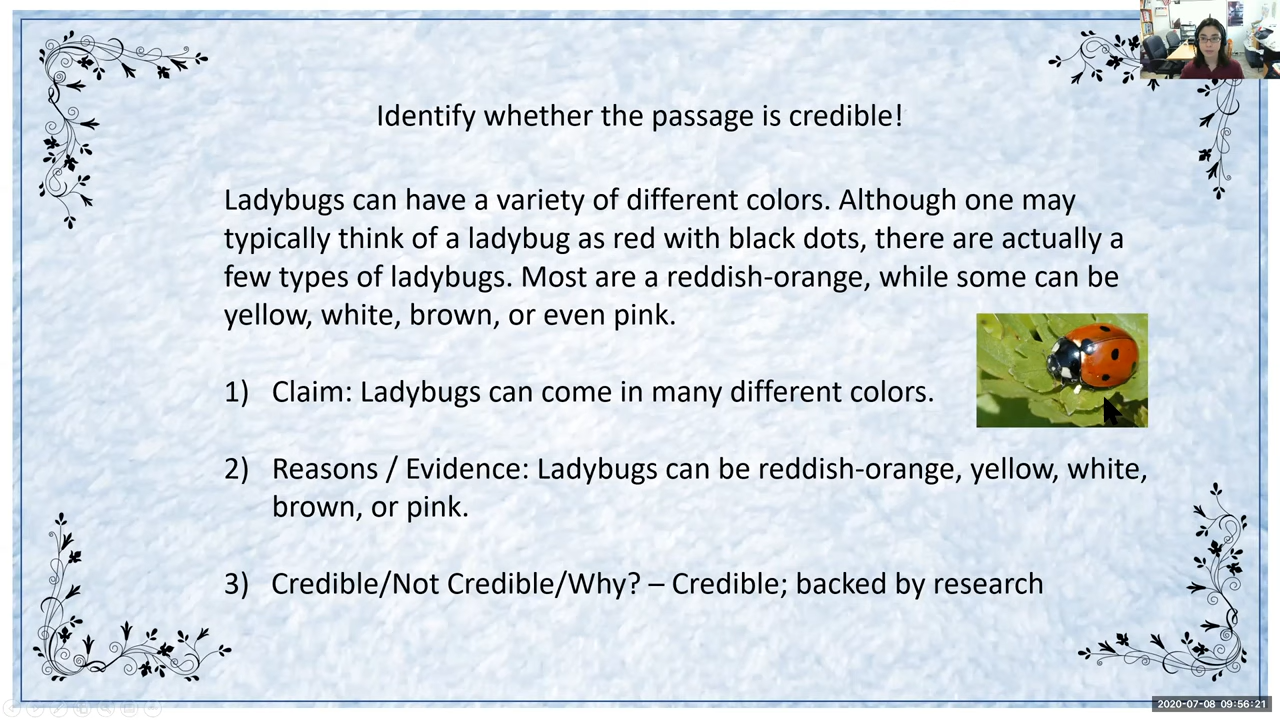 Identify whether the passage is credible!
Ladybugs can have a variety of different colors. Although one may
typically think of a ladybug as red with black dots, there are actually a
few types of ladybugs. Most are a reddish-orange, while some can be
yellow, white, brown, or even pink.
1) Claim: Ladybugs can come in many different colors.
2) Reasons / Evidence: Ladybugs can be reddish-orange, yellow, white,
brown, or pink.
3) Credible/Not Credible/Why? – Credible; backed by research
2020-07-08 09:56:21